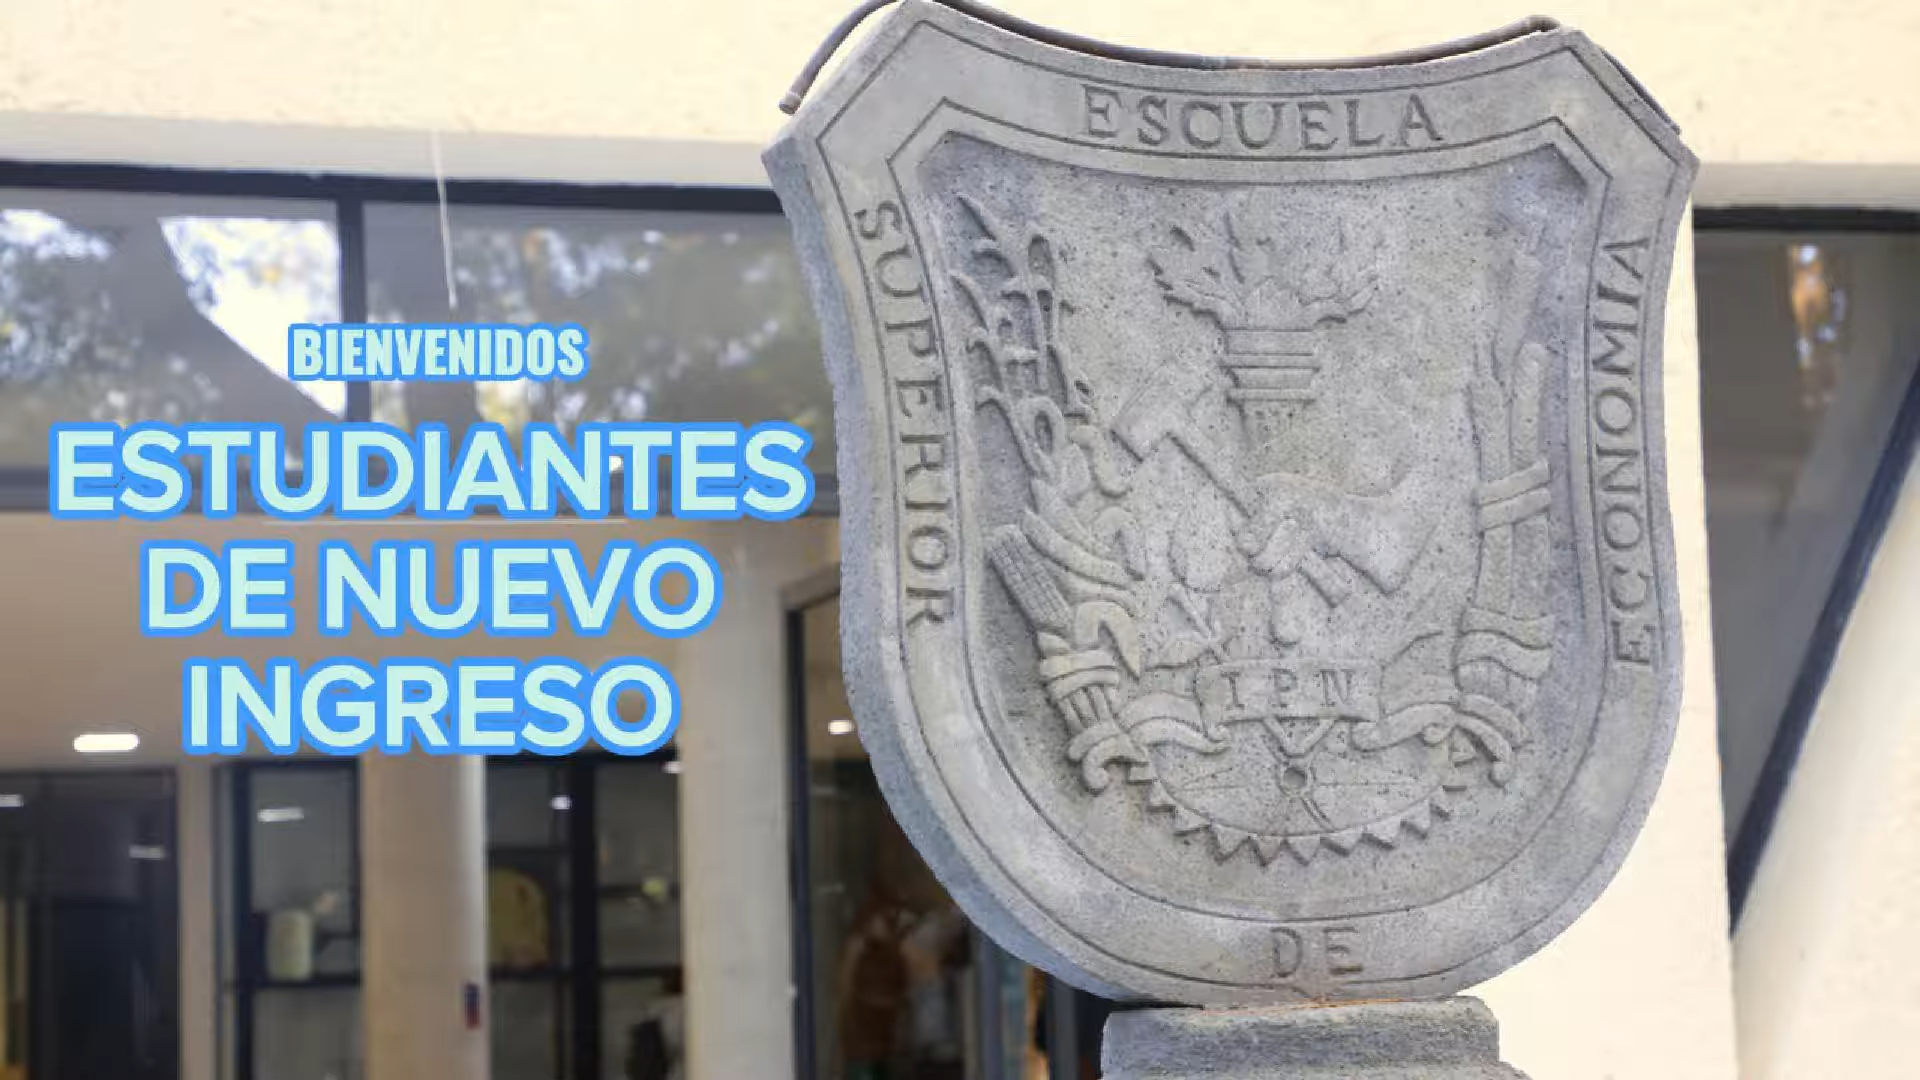 BIENVENIDOS
ESTUDIANTES
DE NUEVO
INGRESO
ESCUELA
SUPERIOR
DE
ECONOMIA
IPN